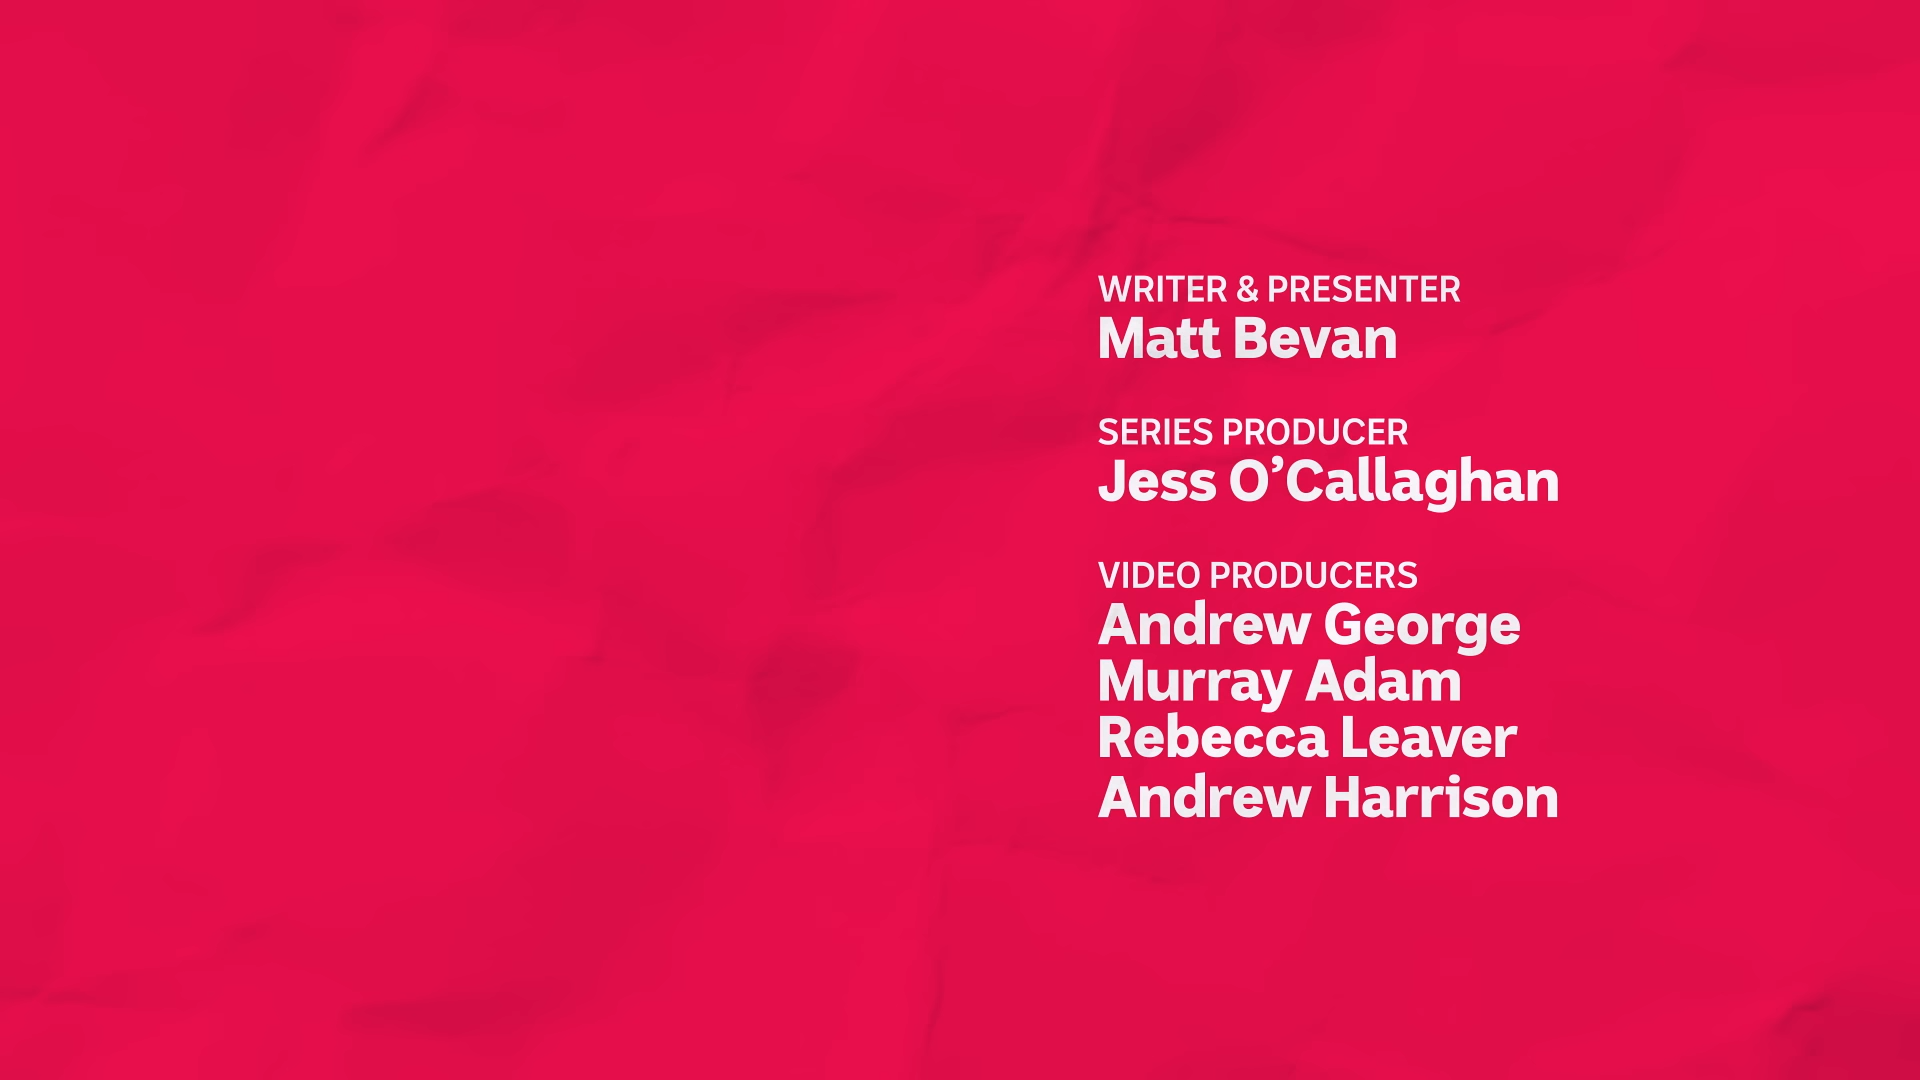 WRITER & PRESENTER
Matt Bevan
SERIES PRODUCER
Jess O’Callaghan
VIDEO PRODUCERS
Andrew George
Murray Adam
Rebecca Leaver
Andrew Harrison